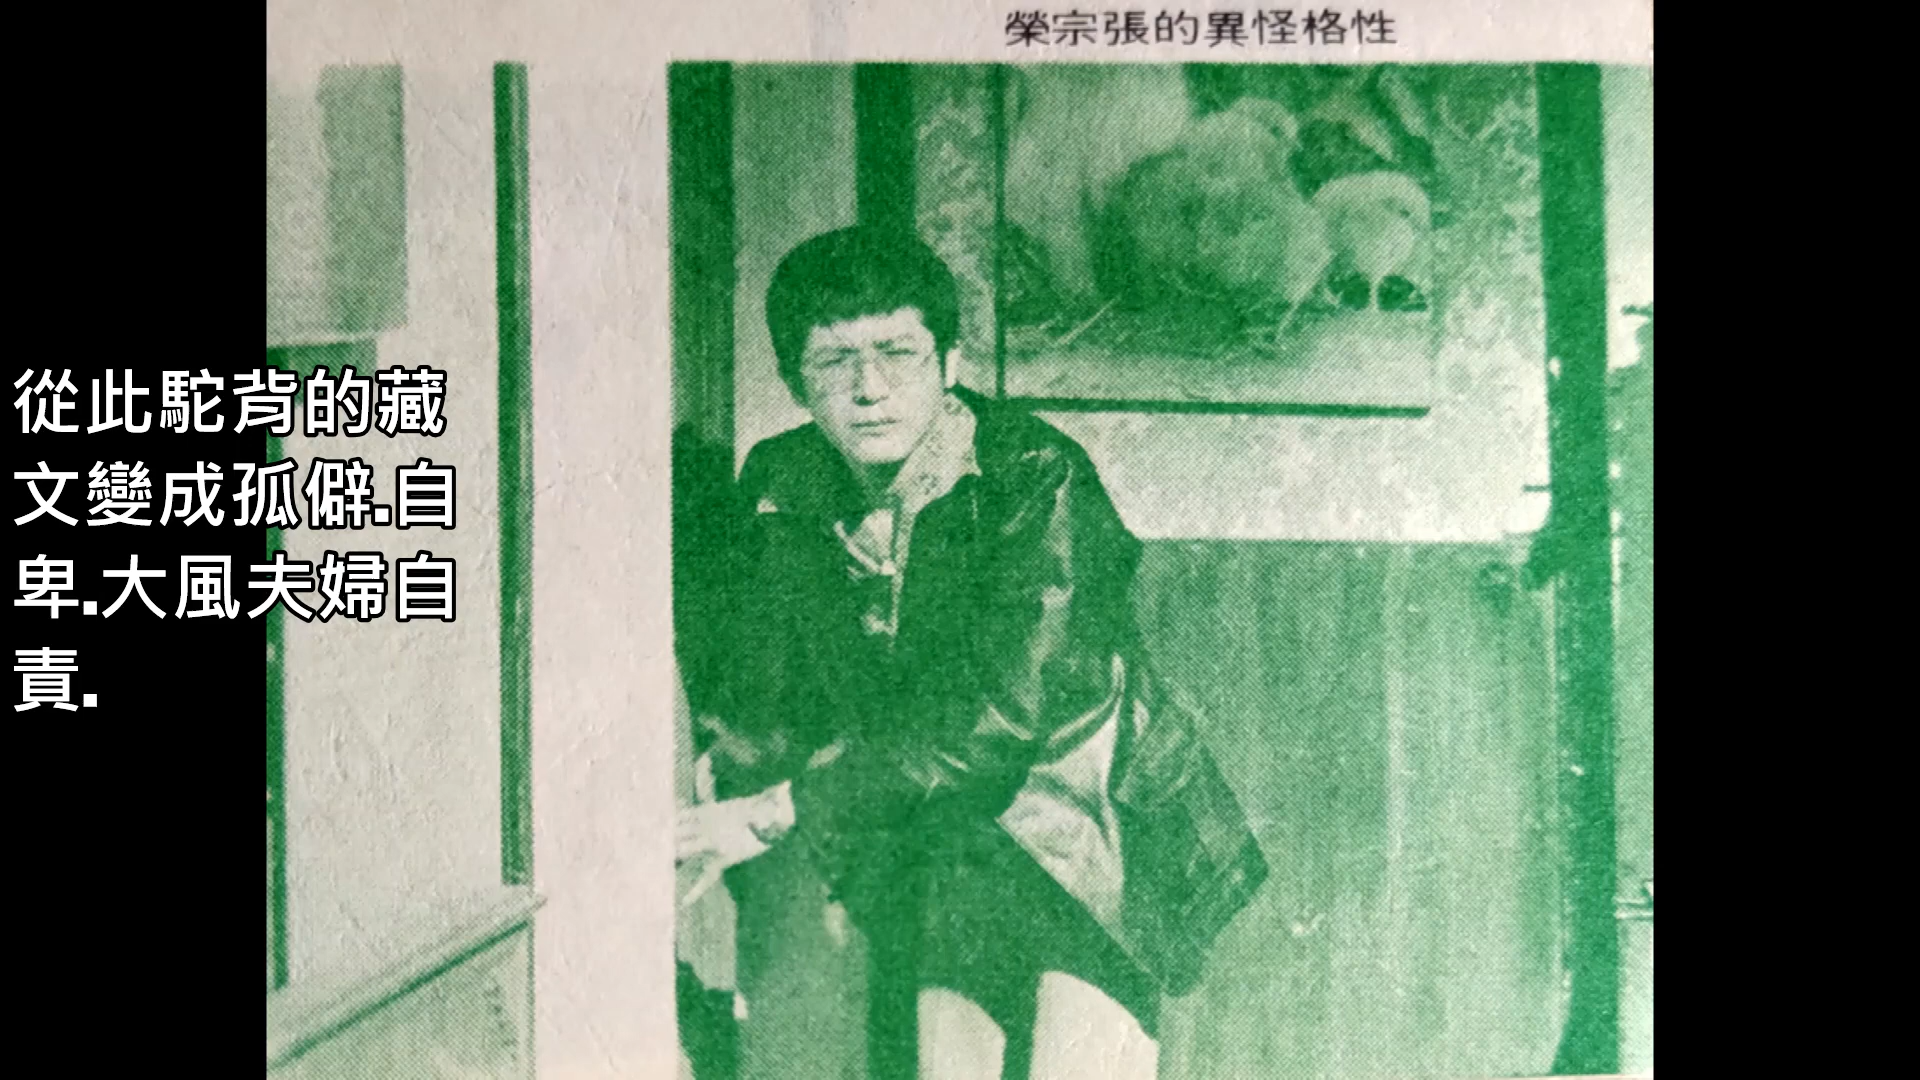 榮宗張的異怪格性
從此駝背的藏
文變成孤僻.自
卑.大風夫婦自
責.